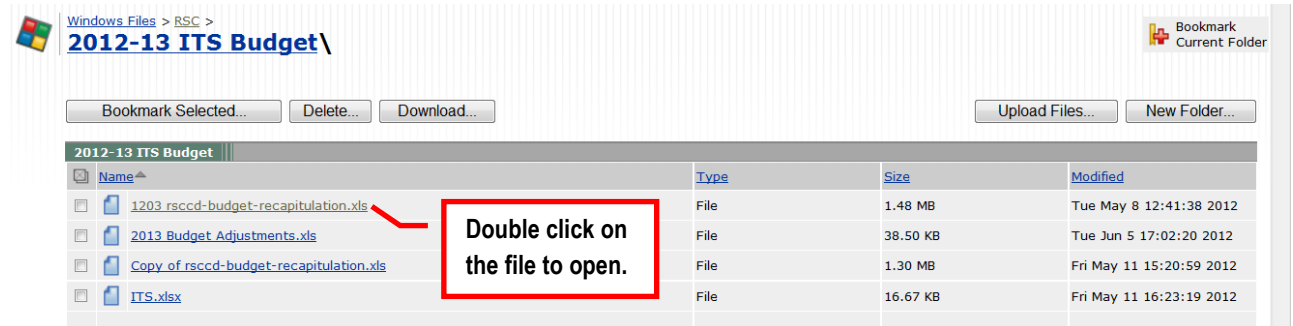 Windows Files > RSC >
2012-13 ITS Budget\
Bookmark
Current Folder
Bookmark Selected... Delete... Download... Upload Files... New Folder...
2012-13 ITS Budget
Name Type Size Modified
1203 rsccd-budget-recapitulation.xls File 1.48 MB Tue May 8 12:41:38 2012
2013 Budget Adjustments.xls File 38.50 KB Tue Jun 5 17:02:20 2012
Copy of rsccd-budget-recapitulation.xls File 1.30 MB Fri May 11 15:20:59 2012
ITS.xlsx File 16.67 KB Fri May 11 16:23:19 2012
Double click on
the file to open.